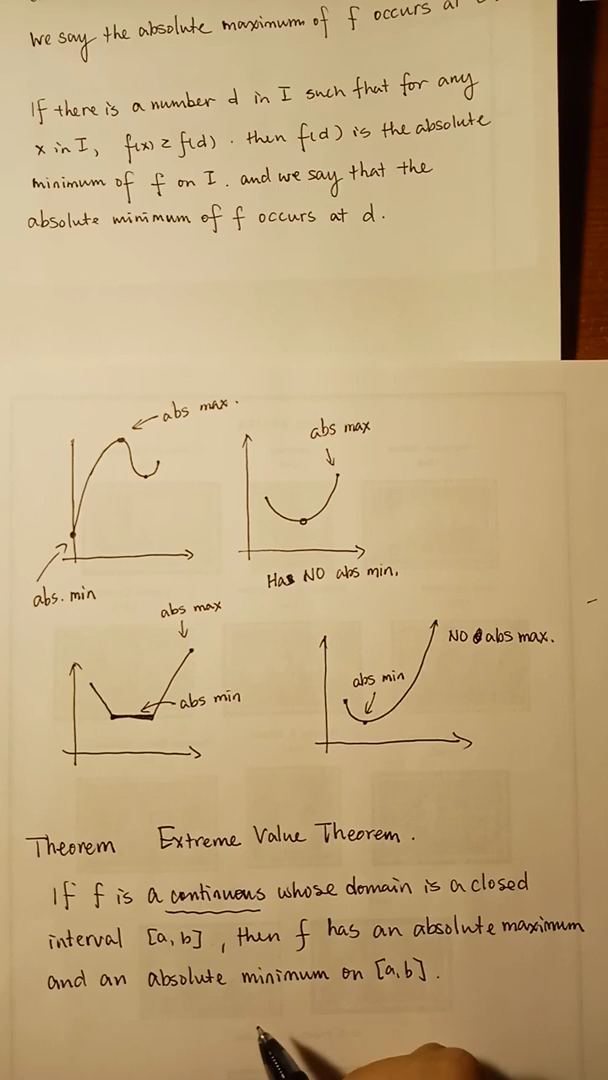 we say the absolute maximum of f occurs at
If there is a number d in I such that for any
x in I, f(x) ≥ f(d). then f(d) is the absolute
minimum of f on I. and we say that the
absolute minimum of f occurs at d.
abs max.
abs. min
abs max
Has NO abs min.
abs max
abs min
NO abs max.
abs min
Theorem Extreme Value Theorem.
If f is a continuous whose domain is a closed
interval [a,b], then f has an absolute maximum
and an absolute minimum on [a,b].